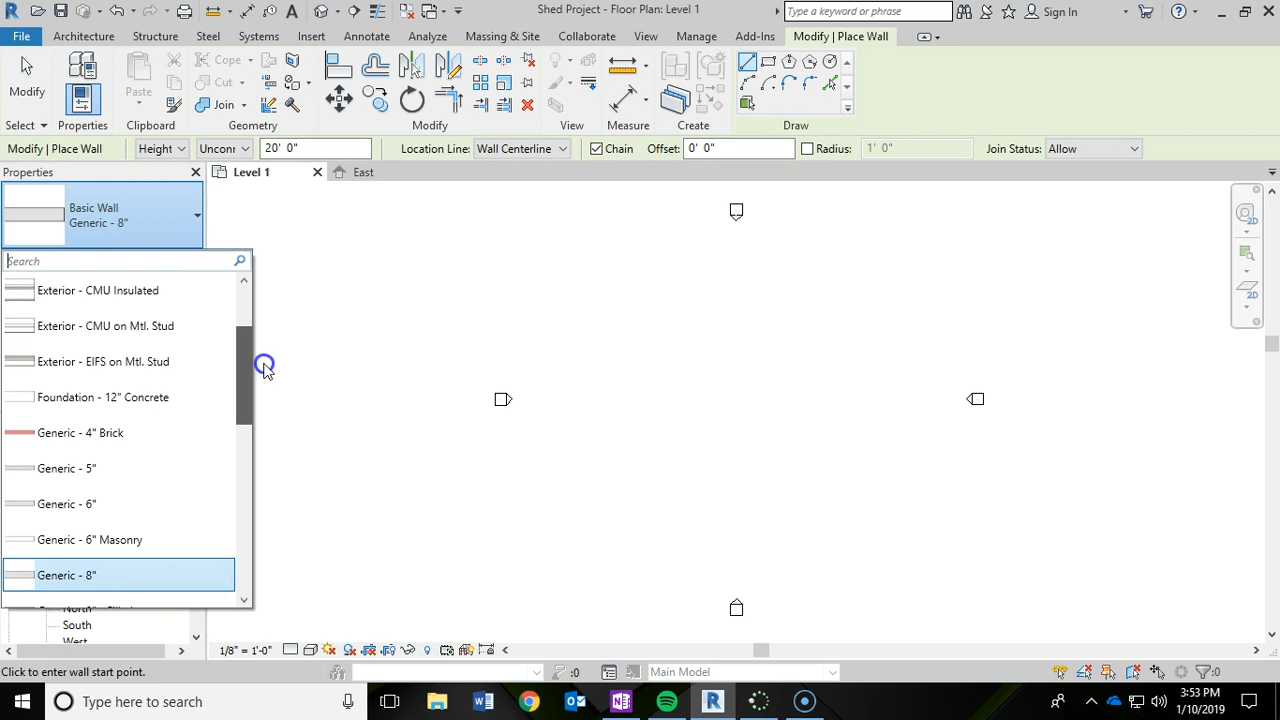 Shed Project - Floor Plan: Level 1
Type a keyword or phrase
Sign In
File Architecture Structure Steel Systems Insert Annotate Analyze Massing & Site Collaborate View Manage Add-Ins Modify | Place Wall
Modify Paste Cope Cut Join
Select Properties Clipboard Geometry Modify View Measure Create Draw
Modify | Place Wall Height Unconr 20' 0" Location Line: Wall Centerline Chain Offset: 0' 0" Radius: 1' 0" Join Status: Allow
Properties Level 1 East
Basic Wall
Generic - 8"
Search
Exterior - CMU Insulated
Exterior - CMU on Mtl. Stud
Exterior - EIFS on Mtl. Stud
Foundation - 12" Concrete
Generic - 4" Brick
Generic - 5"
Generic - 6"
Generic - 6" Masonry
Generic - 8"
South
West
2D
2D
1/8" = 1'-0"
Click to enter wall start point. :0 Main Model :0
Type here to search
3:53 PM
1/10/2019